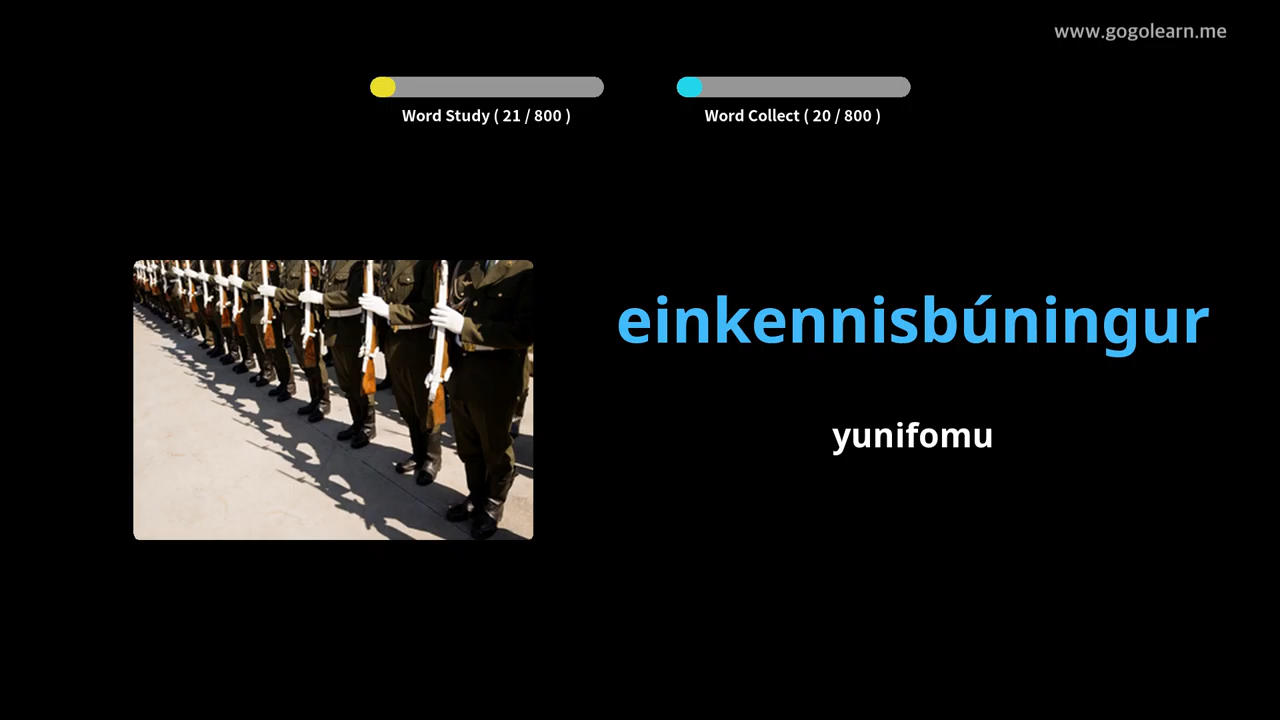 www.gogolearn.me
Word Study ( 21 / 800 )
Word Collect ( 20 / 800 )
einkennisbúningur
yunifomu